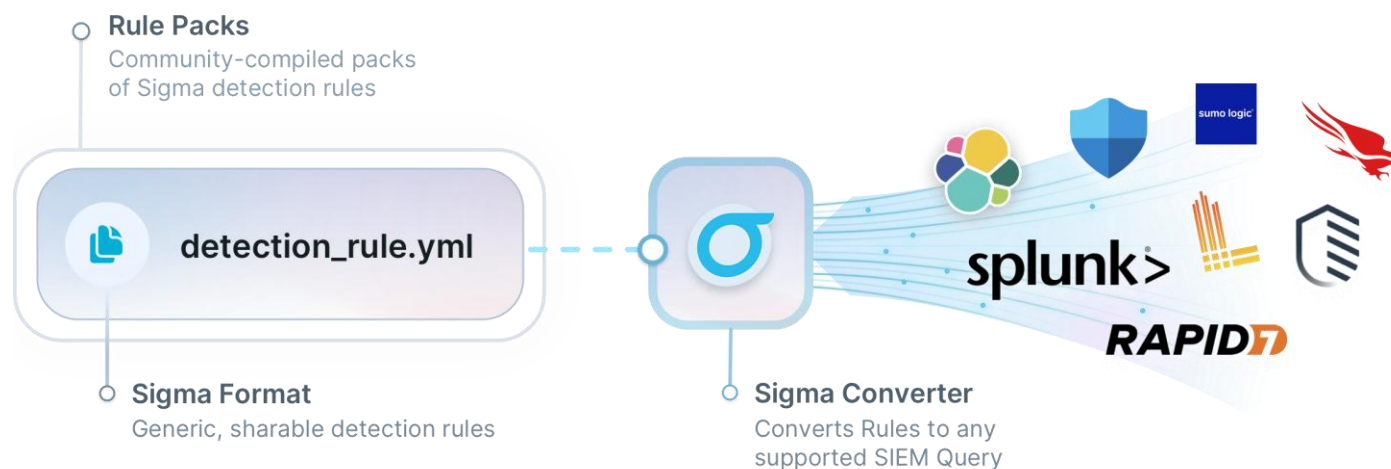 Rule Packs
Community-compiled packs
of Sigma detection rules
detection_rule.yml
Sigma Format
Generic, sharable detection rules
Sigma Converter
Converts Rules to any
supported SIEM Query
sumo logic
splunk>
RAPID7